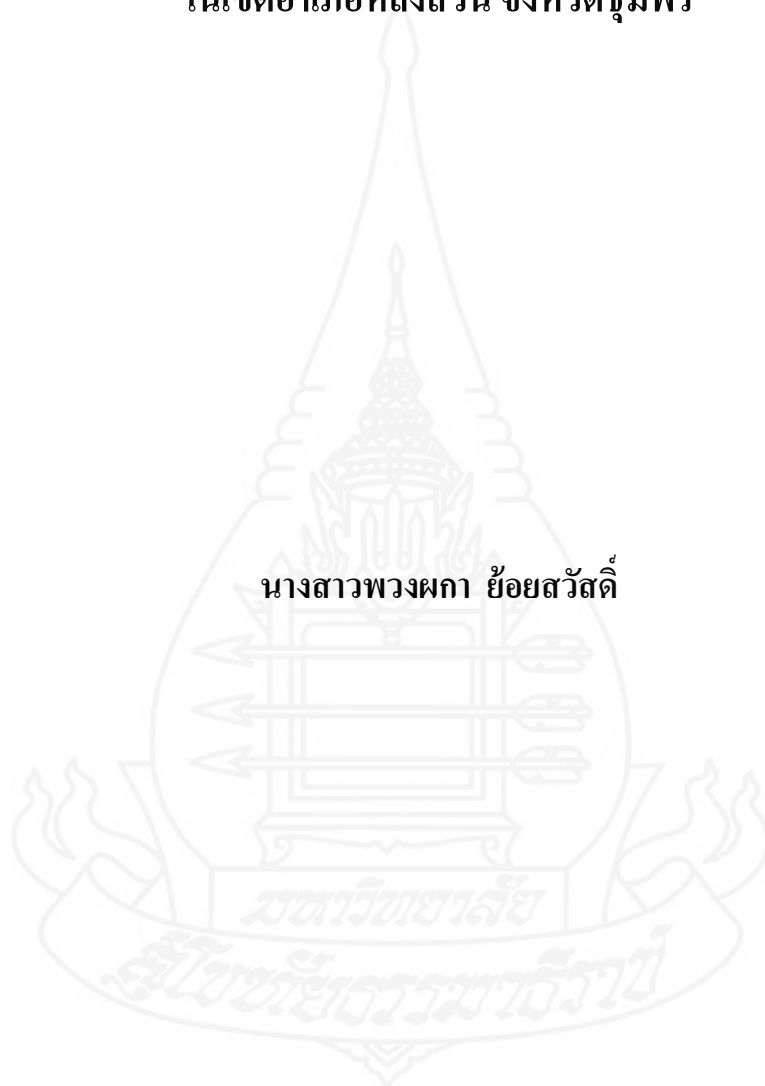 ในเขตอำเภอหลังสวน จังหวัดชุมพร
นางสาวพวงผกา ย้อยสวัสดิ์
มหาวิทยาลัย
สุโขทัยธรรมาธิราช